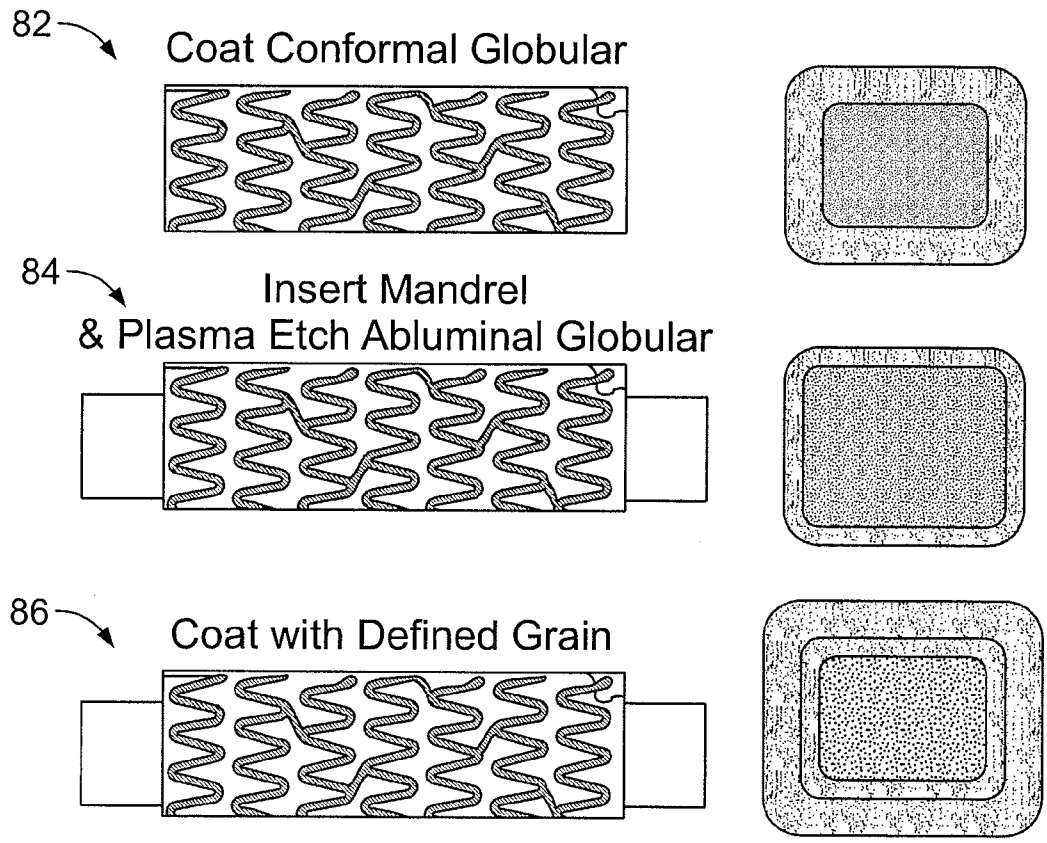 82
Coat Conformal Globular
84
Insert Mandrel
& Plasma Etch Abluminal Globular
86
Coat with Defined Grain